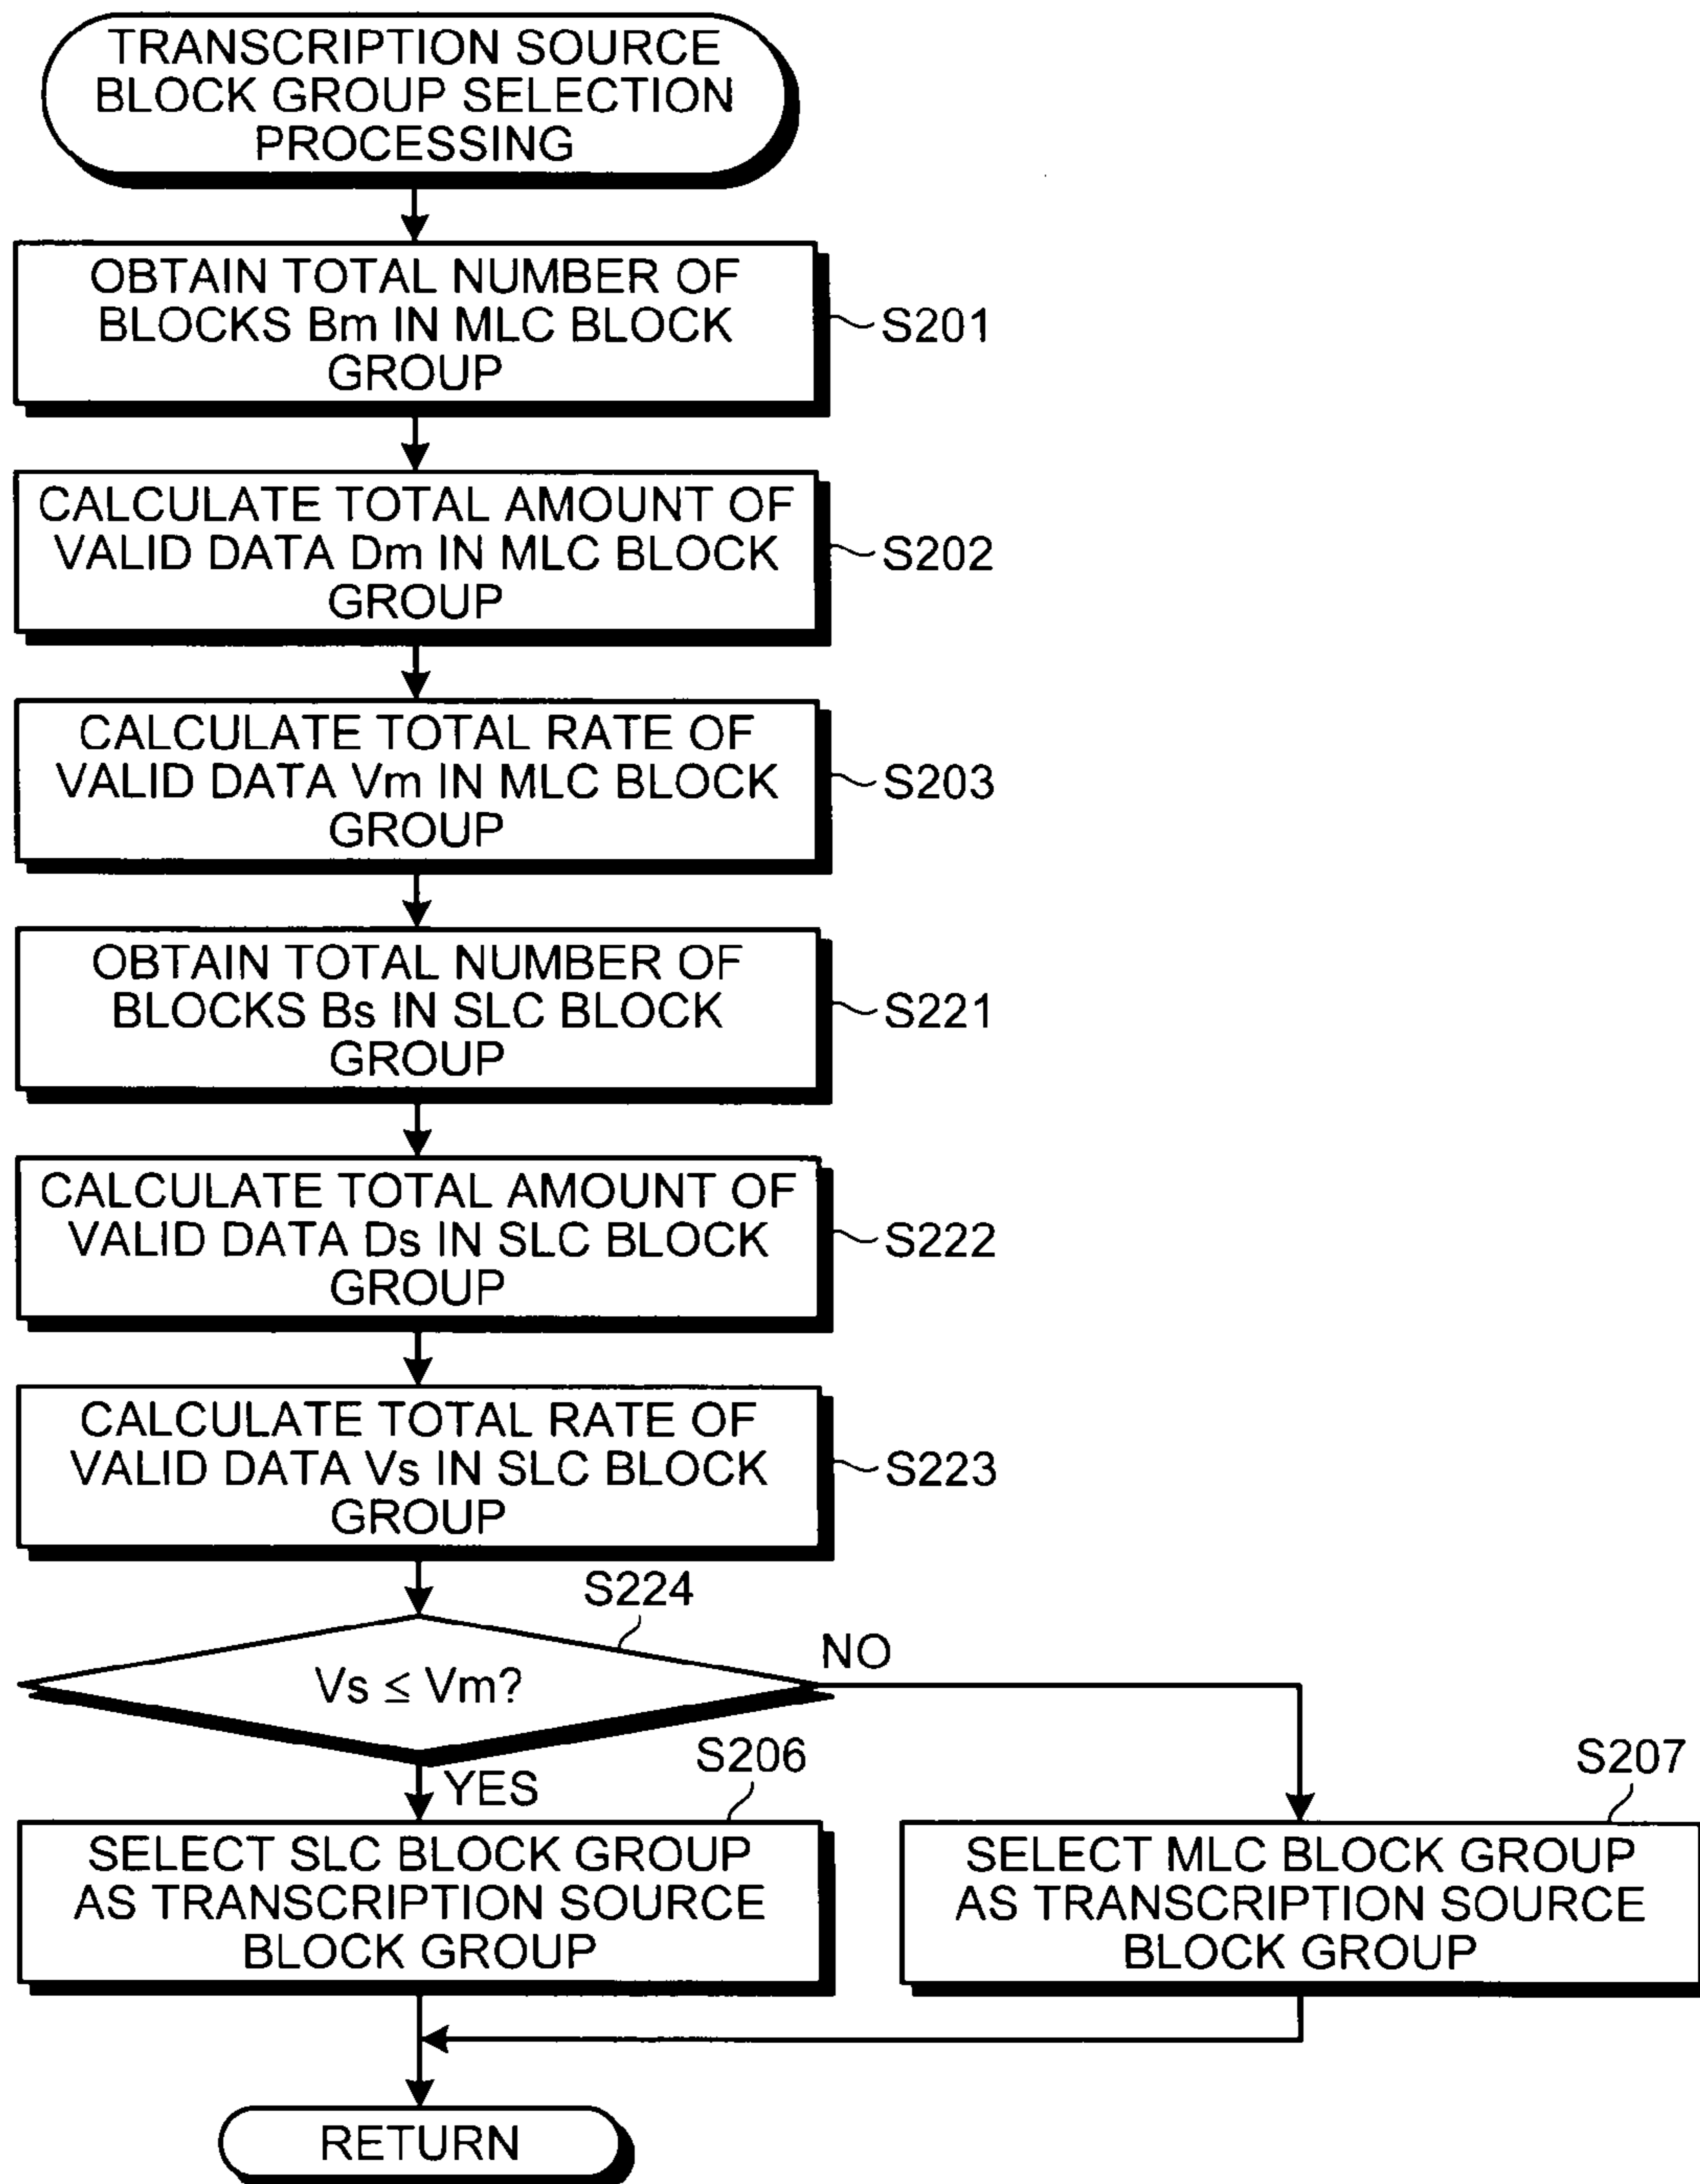 TRANSCRIPTION SOURCE
BLOCK GROUP SELECTION
PROCESSING
OBTAIN TOTAL NUMBER OF
BLOCKS Bm IN MLC BLOCK
GROUP
S201
CALCULATE TOTAL AMOUNT OF
VALID DATA Dm IN MLC BLOCK
GROUP
S202
CALCULATE TOTAL RATE OF
VALID DATA Vm IN MLC BLOCK
GROUP
S203
OBTAIN TOTAL NUMBER OF
BLOCKS Bs IN SLC BLOCK
GROUP
S221
CALCULATE TOTAL AMOUNT OF
VALID DATA Ds IN SLC BLOCK
GROUP
S222
CALCULATE TOTAL RATE OF
VALID DATA Vs IN SLC BLOCK
GROUP
S223
S224
Vs ≤ Vm?
NO
YES
S206
SELECT SLC BLOCK GROUP
AS TRANSCRIPTION SOURCE
BLOCK GROUP
S207
SELECT MLC BLOCK GROUP
AS TRANSCRIPTION SOURCE
BLOCK GROUP
RETURN